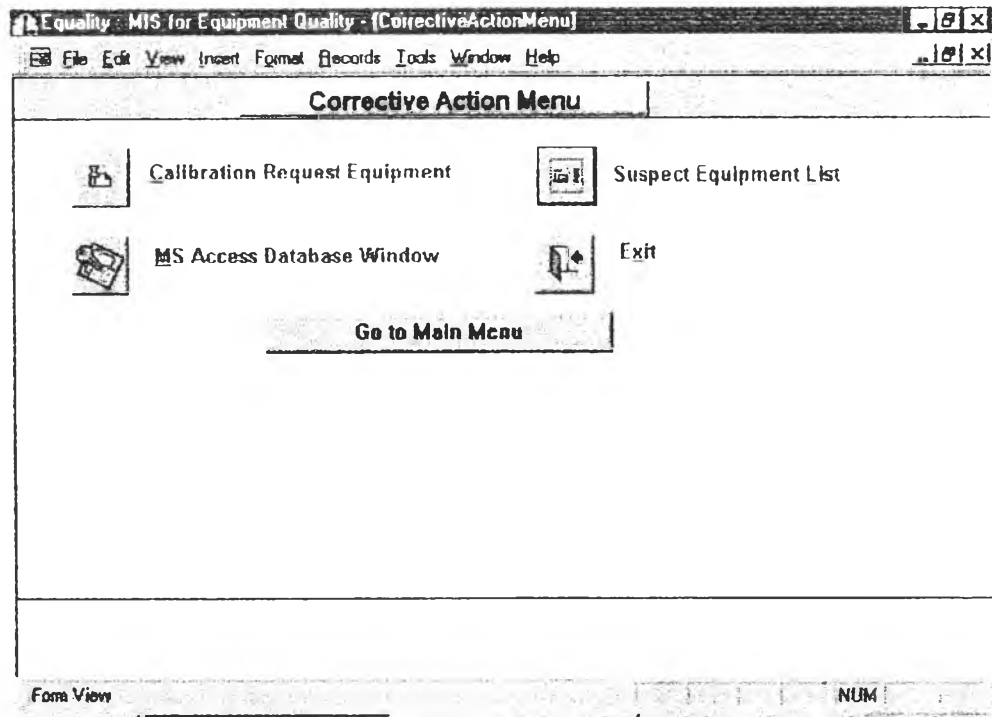 Equality : MIS for Equipment Quality - [CorrectiveActionMenu]
File Edit View Insert Format Records Tools Window Help
Corrective Action Menu
Calibration Request Equipment
Suspect Equipment List
MS Access Database Window
Exit
Go to Main Menu
Form View
NUM